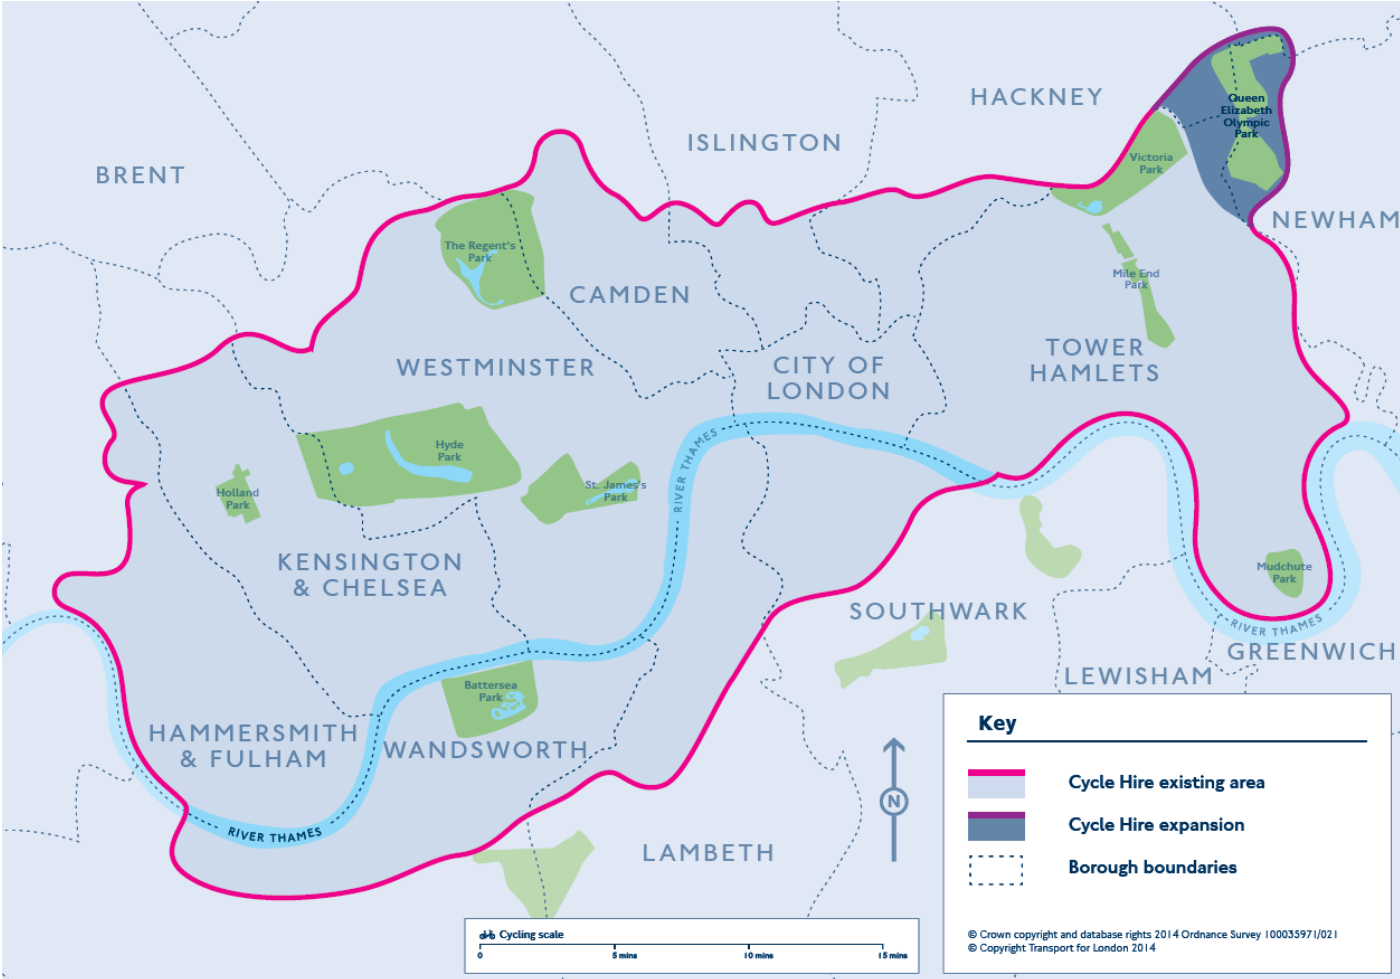 HACKNEY
Queen
Elizabeth
Olympic
Park
ISLINGTON
Victoria
Park
BRENT
NEWHAM
The Regent's
Park
Mile End
Park
CAMDEN
WESTMINSTER
CITY OF
LONDON
TOWER
HAMLETS
Hyde
Park
RIVER THAMES
Holland
Park
St. James's
Park
KENSINGTON
& CHELSEA
Mudchute
Park
SOUTHWARK
RIVER THAMES
GREENWICH
LEWISHAM
Battersea
Park
HAMMERSMITH
& FULHAM
WANDSWORTH
RIVER THAMES
LAMBETH
N
Key
Cycle Hire existing area
Cycle Hire expansion
Borough boundaries
© Crown copyright and database rights 2014 Ordnance Survey 100035971/021
© Copyright Transport for London 2014
Cycling scale
0 5 mins 10 mins 15 mins